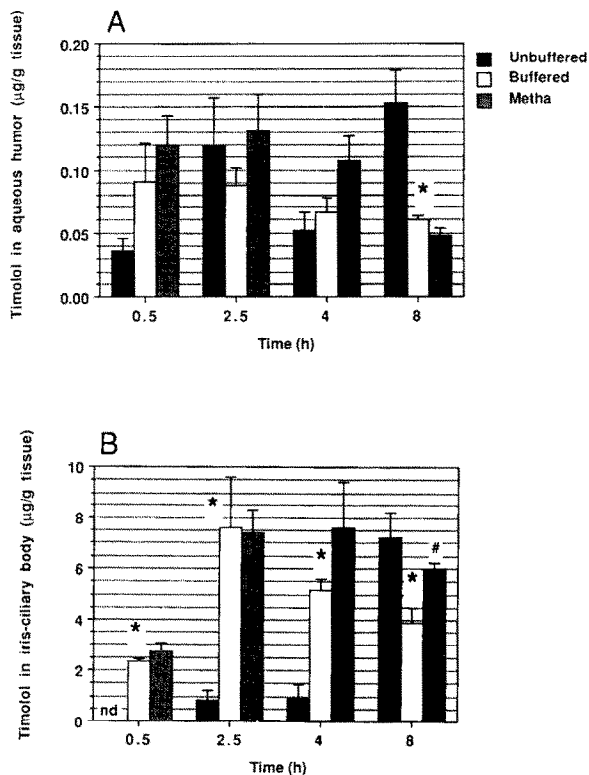 A
Timolol in aqueous humor (µg/g tissue)
0.20
0.15
0.10
0.05
0.00
*
0.5 2.5 4 8
Time (h)
Unbuffered
Buffered
Metha
B
Timolol in iris-ciliary body (µg/g tissue)
10
8
6
4
2
0
nd
* * * * #
0.5 2.5 4 8
Time (h)